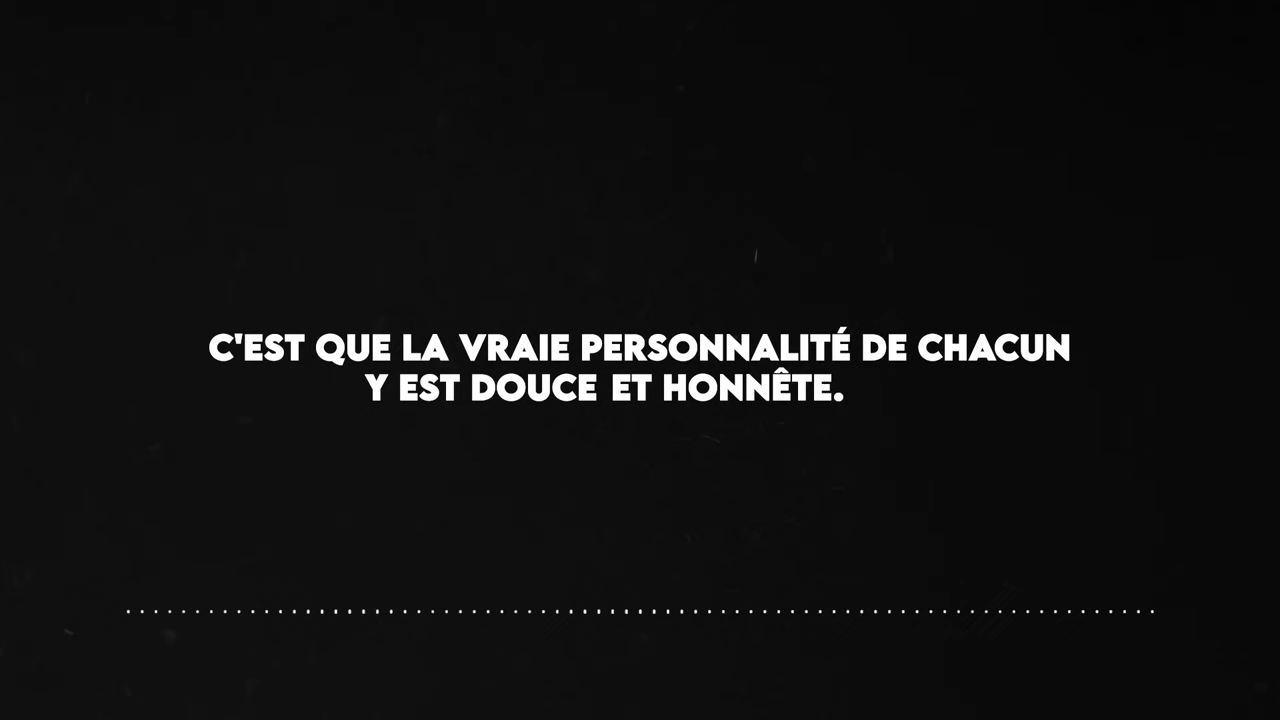 C'EST QUE LA VRAIE PERSONNALITÉ DE CHACUN
Y EST DOUCE ET HONNÊTE.